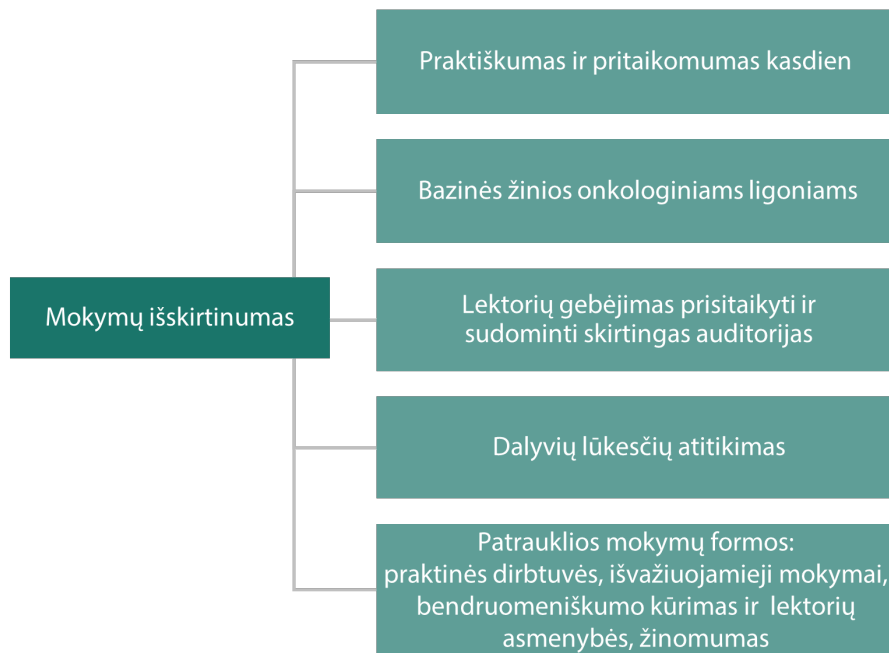 Mokymų išskirtinumas
Praktiškumas ir pritaikomumas kasdien
Bazinės žinios onkologiniams ligoniams
Lektorių gebėjimas prisitaikyti ir
sudominti skirtingas auditorijas
Dalyvių lūkesčių atitikimas
Patrauklios mokymų formos:
praktinės dirbtuvės, išvažiuojamieji mokymai,
bendruomeniškumo kūrimas ir lektorių
asmenybės, žinomumas